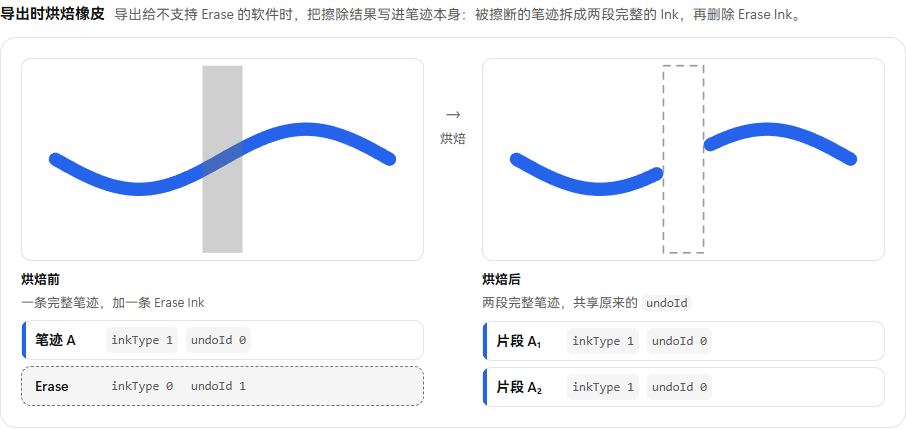 导出时烘焙橡皮 导出给不支持 Erase 的软件时，把擦除结果写进笔迹本身：被擦断的笔迹拆成两段完整的 Ink，再删除 Erase Ink。
→
烘焙
烘焙前
一条完整笔迹，加一条 Erase Ink
笔迹 A inkType 1 undoId 0
Erase inkType 0 undoId 1
烘焙后
两段完整笔迹，共享原来的 undoId
片段 A₁ inkType 1 undoId 0
片段 A₂ inkType 1 undoId 0